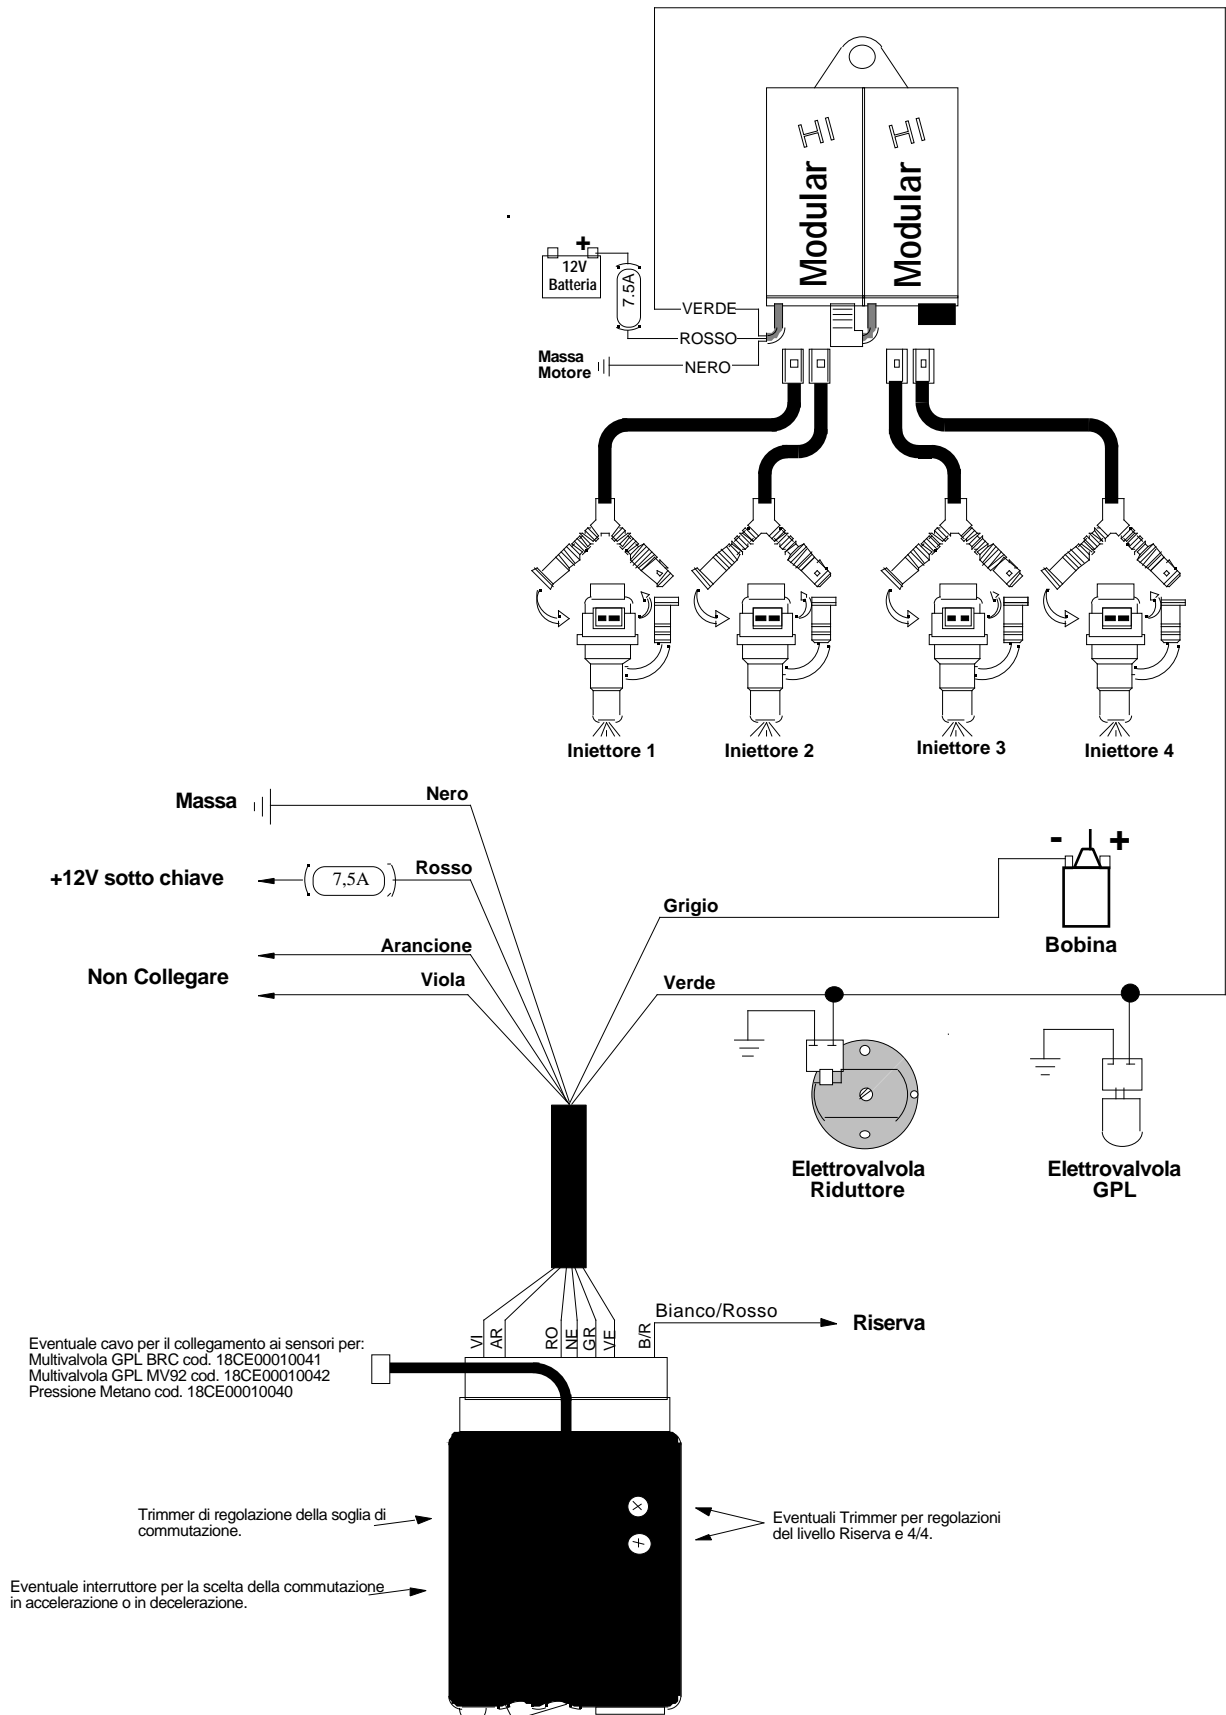 HI
HI
Modular
Modular
+
12V
Batteria
7.5A
VERDE
ROSSO
NERO
Massa
Motore
Iniettore 1
Iniettore 2
Iniettore 3
Iniettore 4
Massa
Nero
- +
+12V sotto chiave
7,5A
Rosso
Grigio
Bobina
Arancione
Non Collegare
Viola
Verde
Elettrovalvola
Riduttore
Elettrovalvola
GPL
VI
AR
RO
NE
GR
VE
B/R
Bianco/Rosso
Riserva
Eventuale cavo per il collegamento ai sensori per:
Multivalvola GPL BRC cod. 18CE00010041
Multivalvola GPL MV92 cod. 18CE00010042
Pressione Metano cod. 18CE00010040
Trimmer di regolazione della soglia di
commutazione.
Eventuali Trimmer per regolazioni
del livello Riserva e 4/4.
Eventuale interruttore per la scelta della commutazione
in accelerazione o in decelerazione.